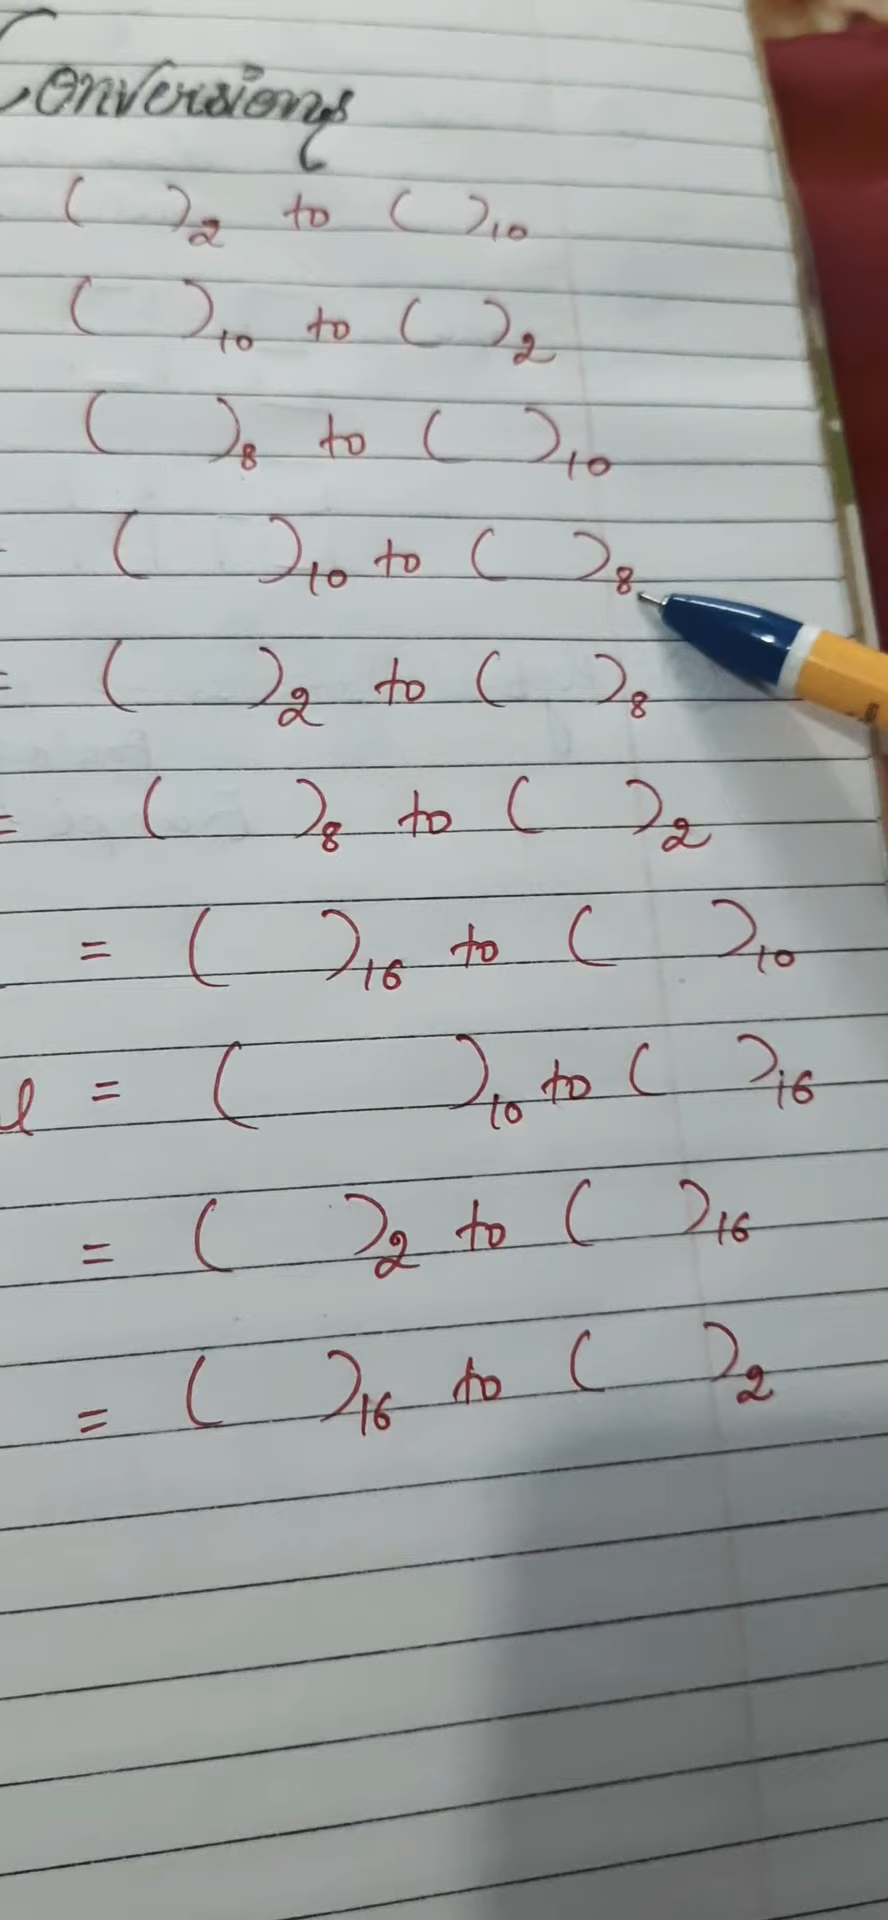 Conversions
( )2 to ( )10
( )10 to ( )2
( )8 to ( )10
( )10 to ( )8
= ( )2 to ( )8
= ( )8 to ( )2
= ( )16 to ( )10
l = ( )10 to ( )16
= ( )2 to ( )16
= ( )16 to ( )2